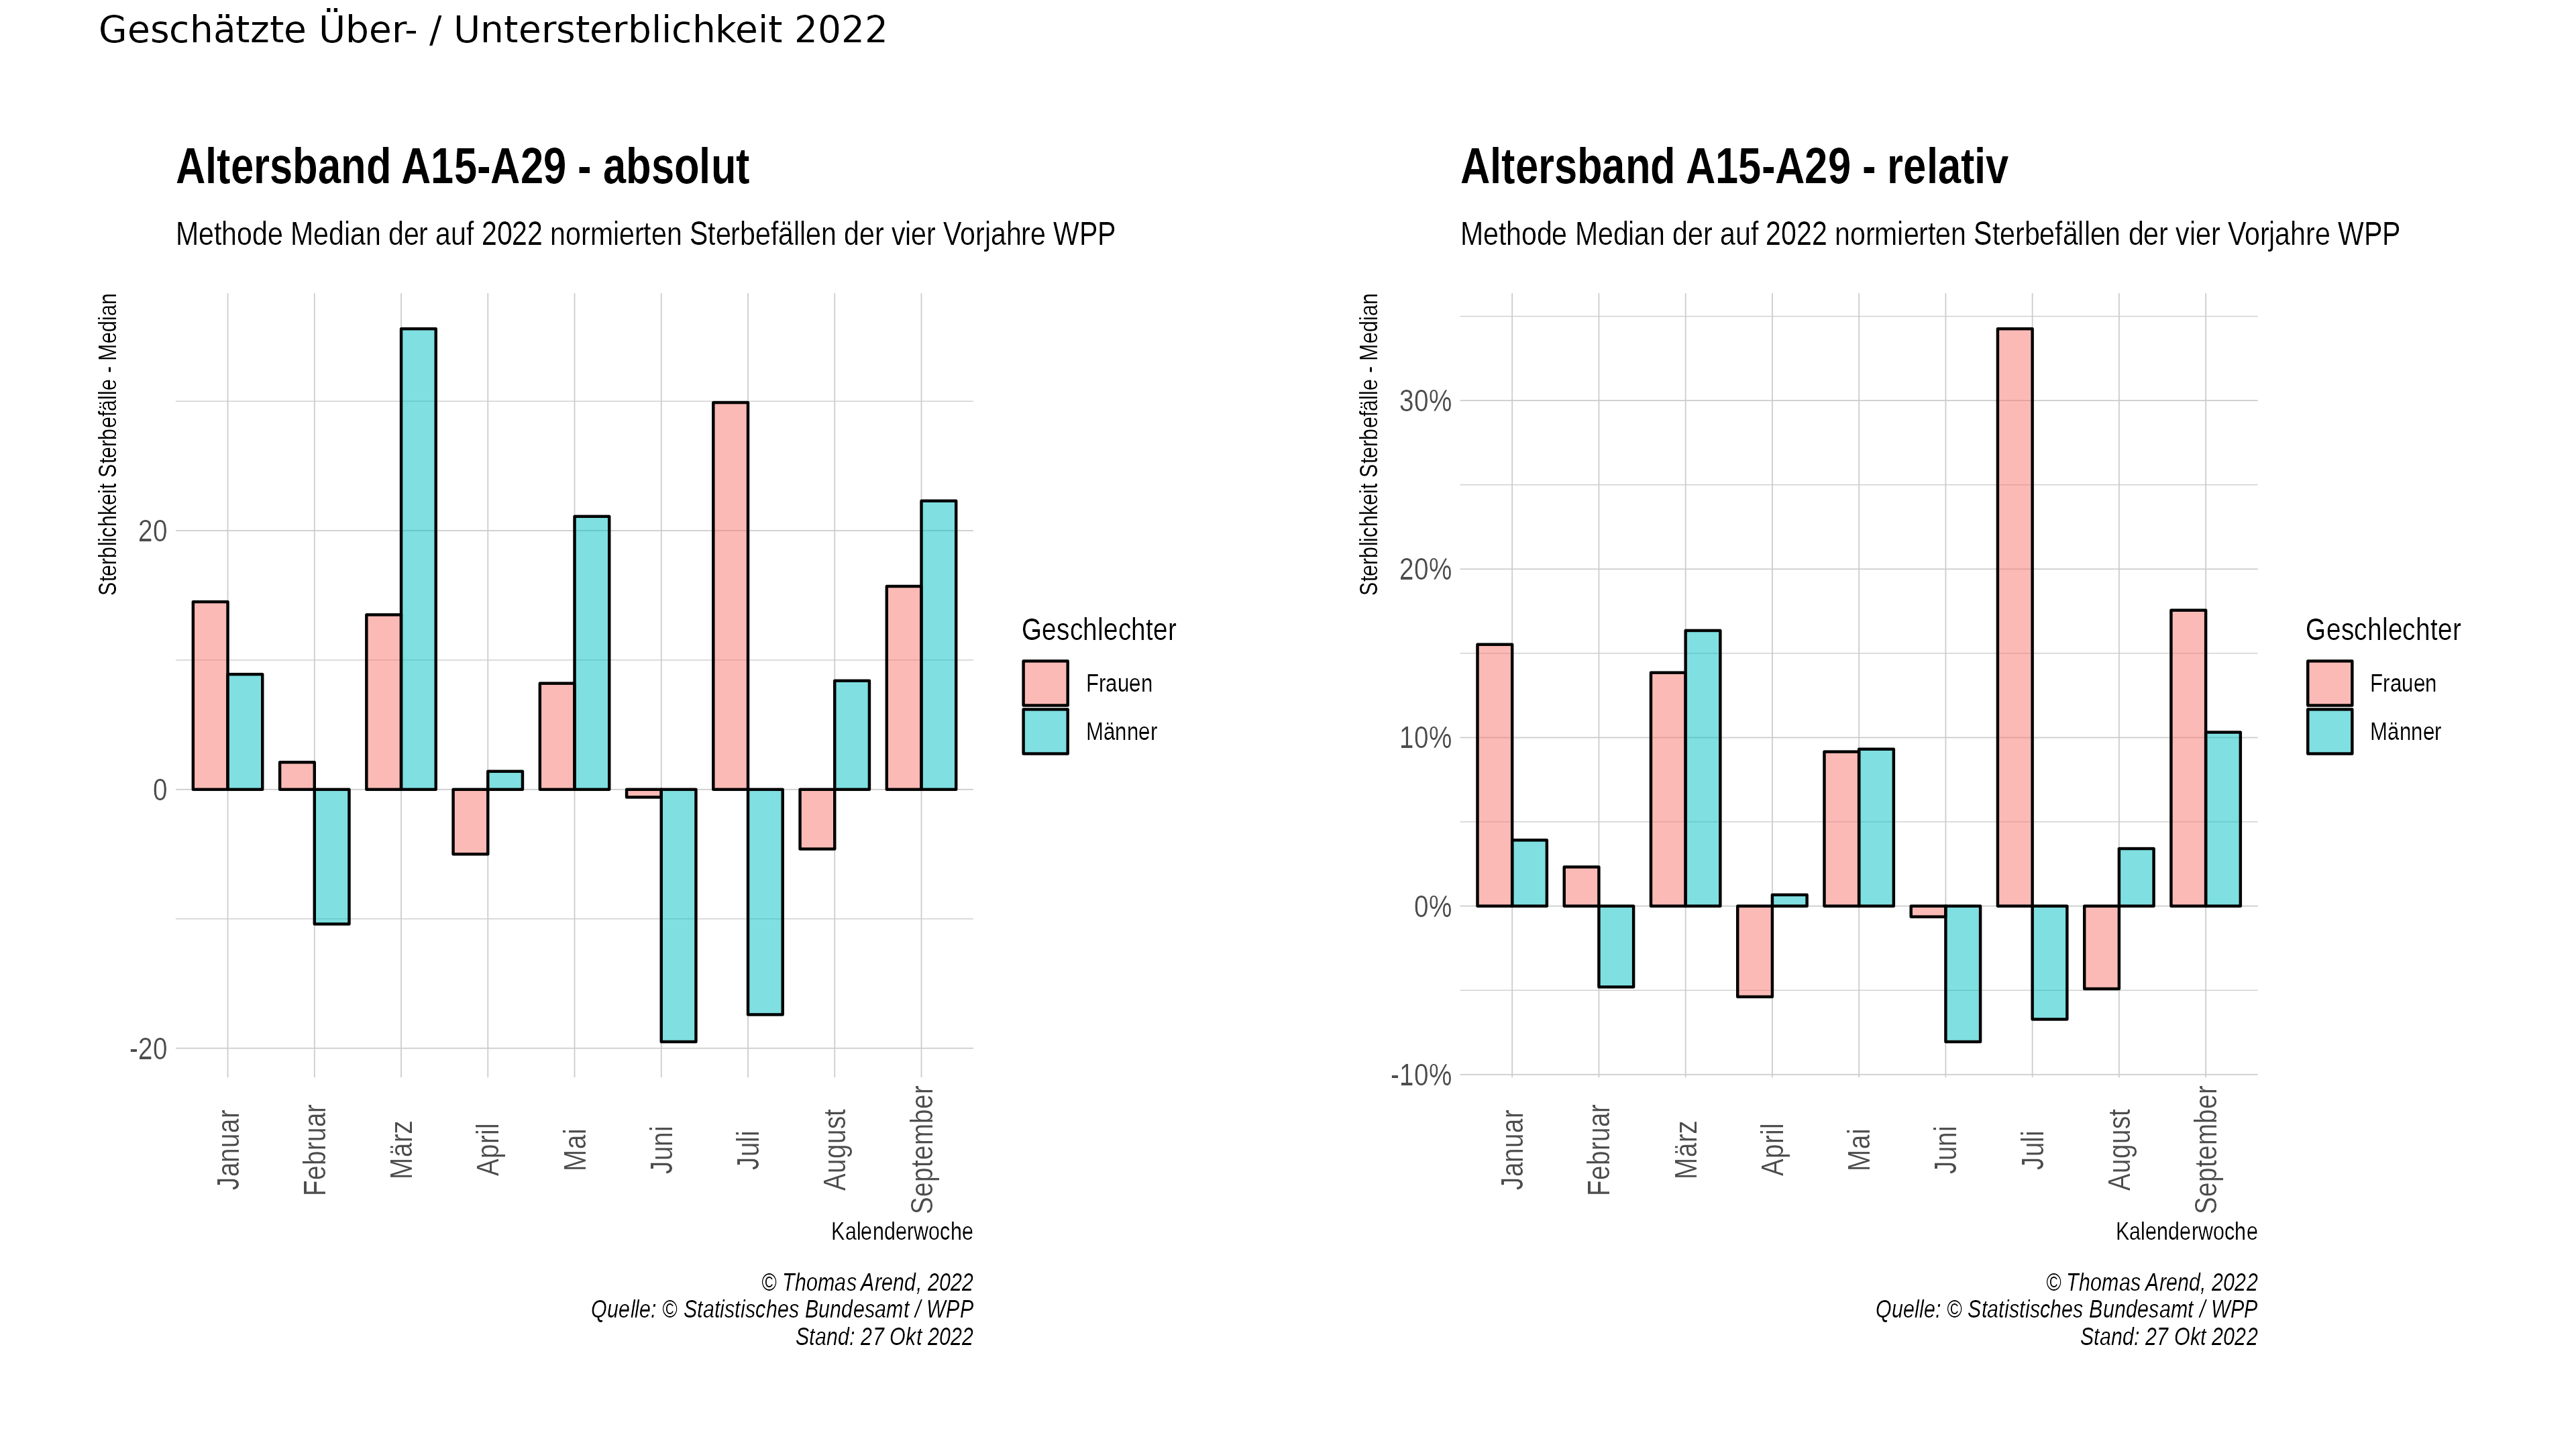 Geschätzte Über- / Untersterblichkeit 2022
Altersband A15-A29 - absolut
Methode Median der auf 2022 normierten Sterbefällen der vier Vorjahre WPP
Sterblichkeit Sterbefälle - Median
20
0
-20
Januar
Februar
März
April
Mai
Juni
Juli
August
September
Kalenderwoche
Geschlechter
Frauen
Männer
© Thomas Arend, 2022
Quelle: © Statistisches Bundesamt / WPP
Stand: 27 Okt 2022
Altersband A15-A29 - relativ
Methode Median der auf 2022 normierten Sterbefällen der vier Vorjahre WPP
Sterblichkeit Sterbefälle - Median
30%
20%
10%
0%
-10%
Januar
Februar
März
April
Mai
Juni
Juli
August
September
Kalenderwoche
Geschlechter
Frauen
Männer
© Thomas Arend, 2022
Quelle: © Statistisches Bundesamt / WPP
Stand: 27 Okt 2022